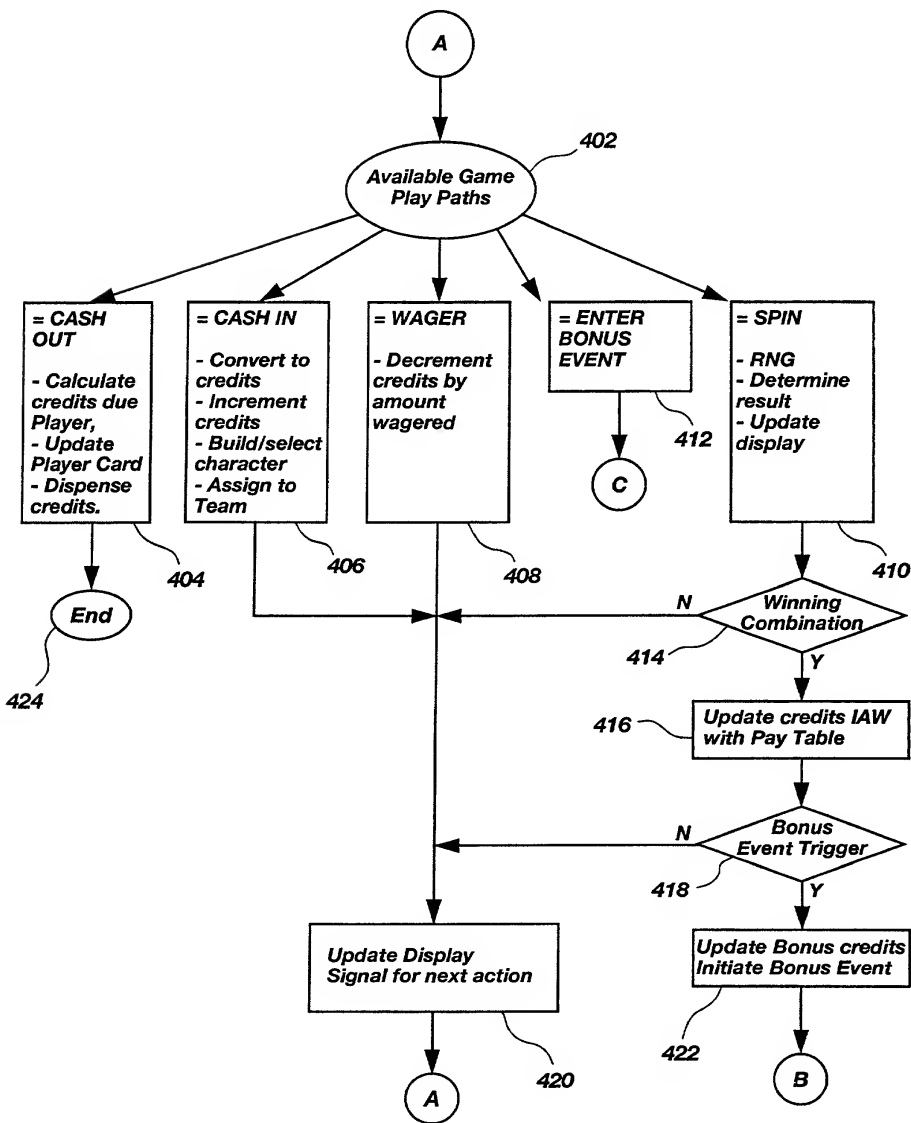 A
402
Available Game
Play Paths
= CASH
OUT
- Calculate
credits due
Player,
- Update
Player Card
- Dispense
credits.
404
End
424
= CASH IN
- Convert to
credits
- Increment
credits
- Build/select
character
- Assign to
Team
406
= WAGER
- Decrement
credits by
amount
wagered
408
= ENTER
BONUS
EVENT
412
C
= SPIN
- RNG
- Determine
result
- Update
display
410
N
Winning
Combination
414
Y
416
Update credits IAW
with Pay Table
N
Bonus
Event Trigger
418
Y
Update Display
Signal for next action
420
A
Update Bonus credits
Initiate Bonus Event
422
B